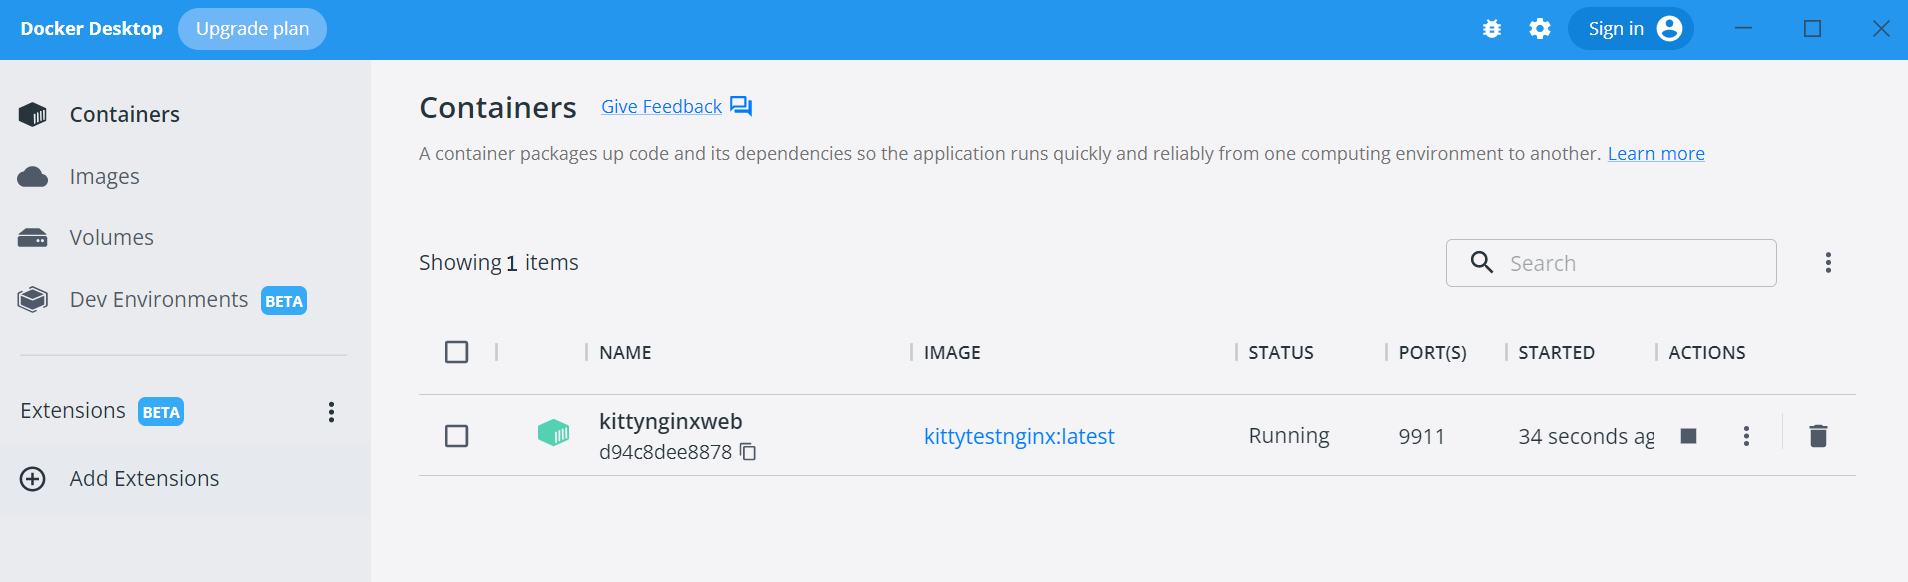 Docker Desktop Upgrade plan Sign in
Containers
Images
Volumes
Dev Environments BETA
Extensions BETA
Add Extensions
Containers Give Feedback
A container packages up code and its dependencies so the application runs quickly and reliably from one computing environment to another. Learn more
Showing 1 items
Search
NAME IMAGE STATUS PORT(S) STARTED ACTIONS
kittynginxweb
d94c8dee8878
kittytestnginx:latest Running 9911 34 seconds ag